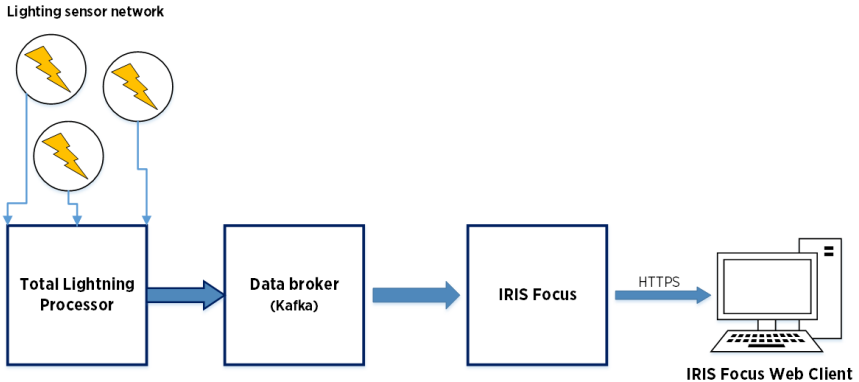 Lighting sensor network
Total Lightning
Processor
Data broker
(Kafka)
IRIS Focus
HTTPS
IRIS Focus Web Client